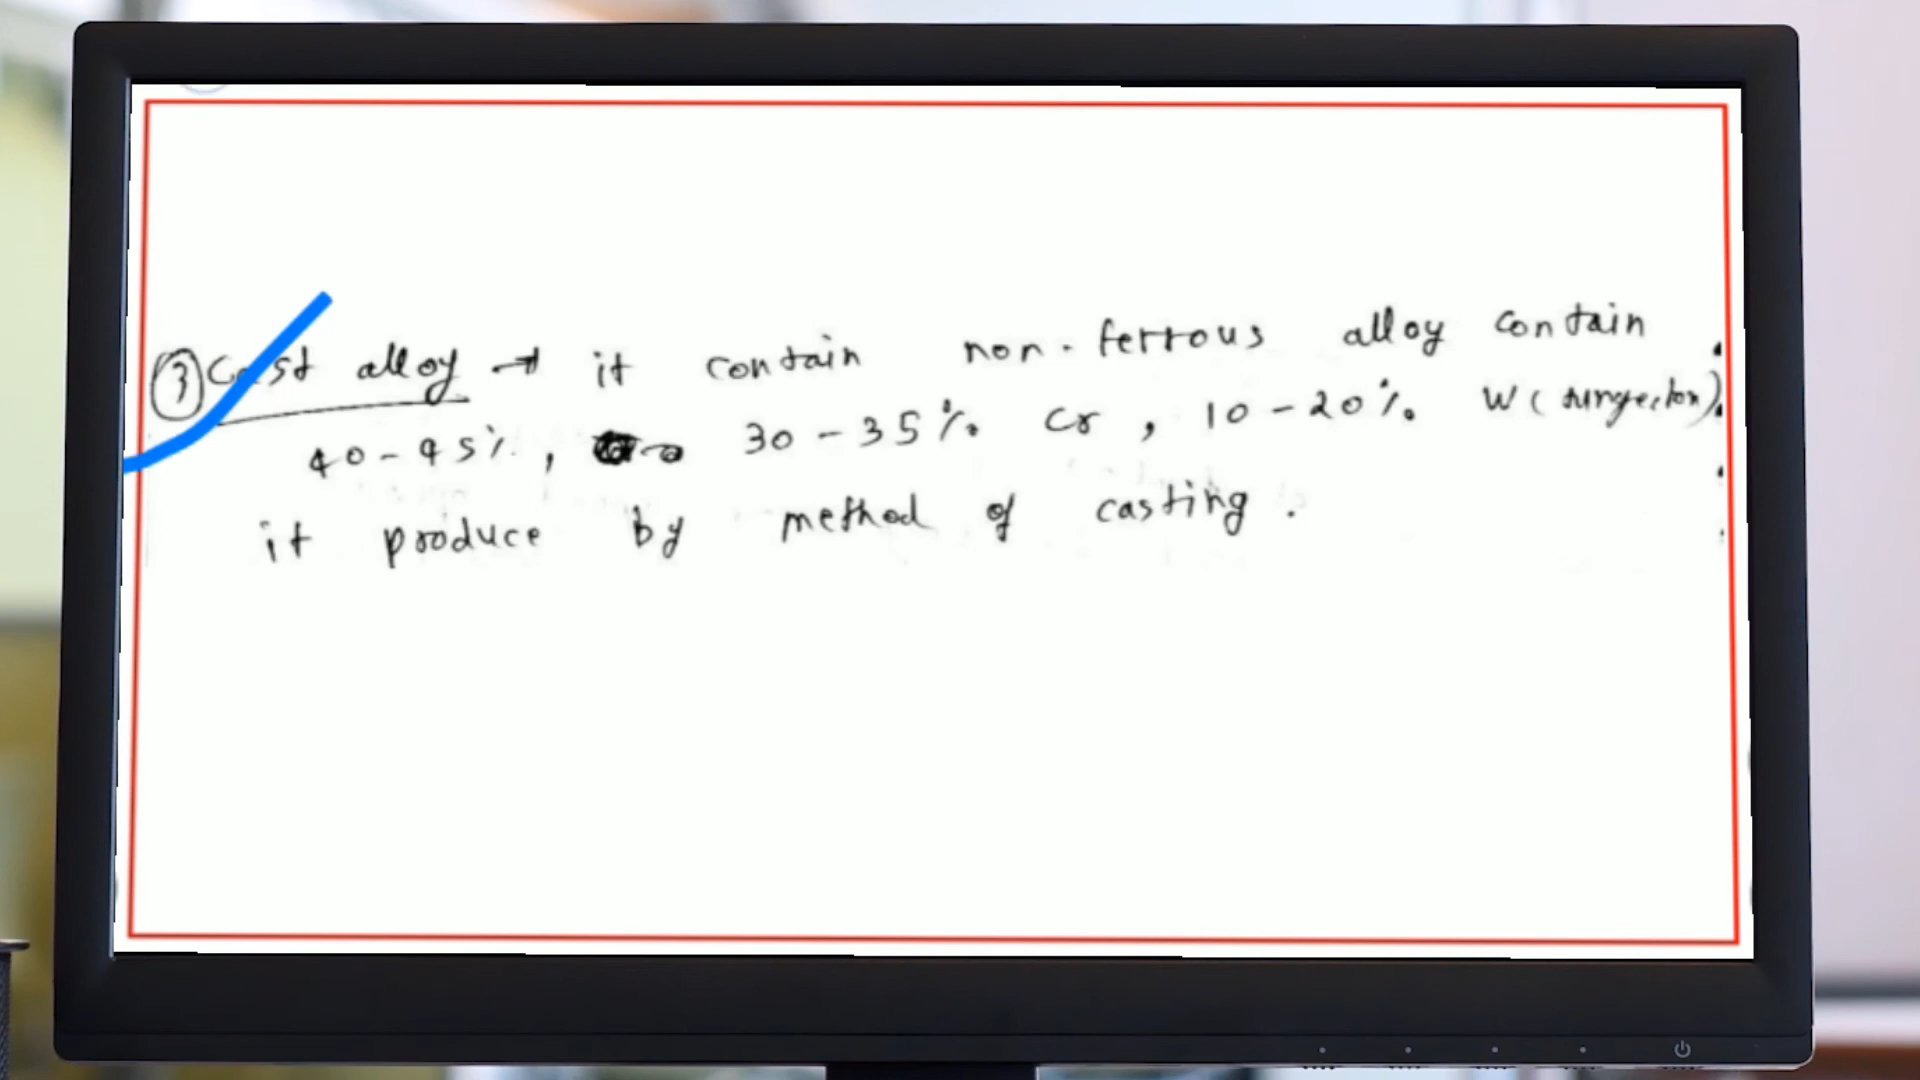 ③ Cast alloy → it contain non-ferrous alloy contain
40-45%, 30-35% Cr, 10-20% W(
it produce by method of casting.